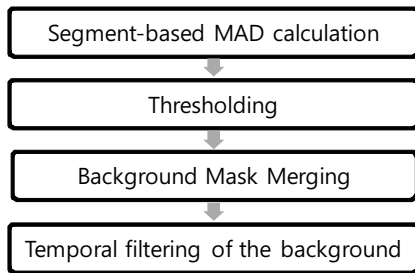 Segment-based MAD calculation
Thresholding
Background Mask Merging
Temporal filtering of the background